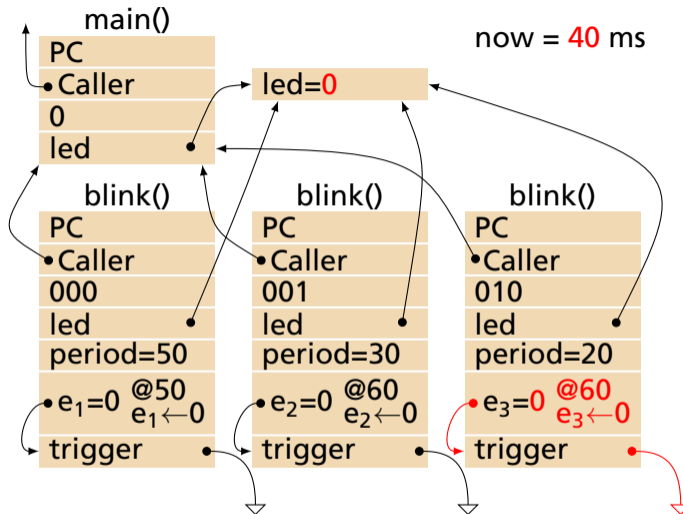 main()
now = 40 ms
PC
Caller
0
led
led=0
blink()
PC
Caller
000
led
period=50
e₁=0 @50
e₁←0
trigger
blink()
PC
Caller
001
led
period=30
e₂=0 @60
e₂←0
trigger
blink()
PC
Caller
010
led
period=20
e₃=0 @60
e₃←0
trigger